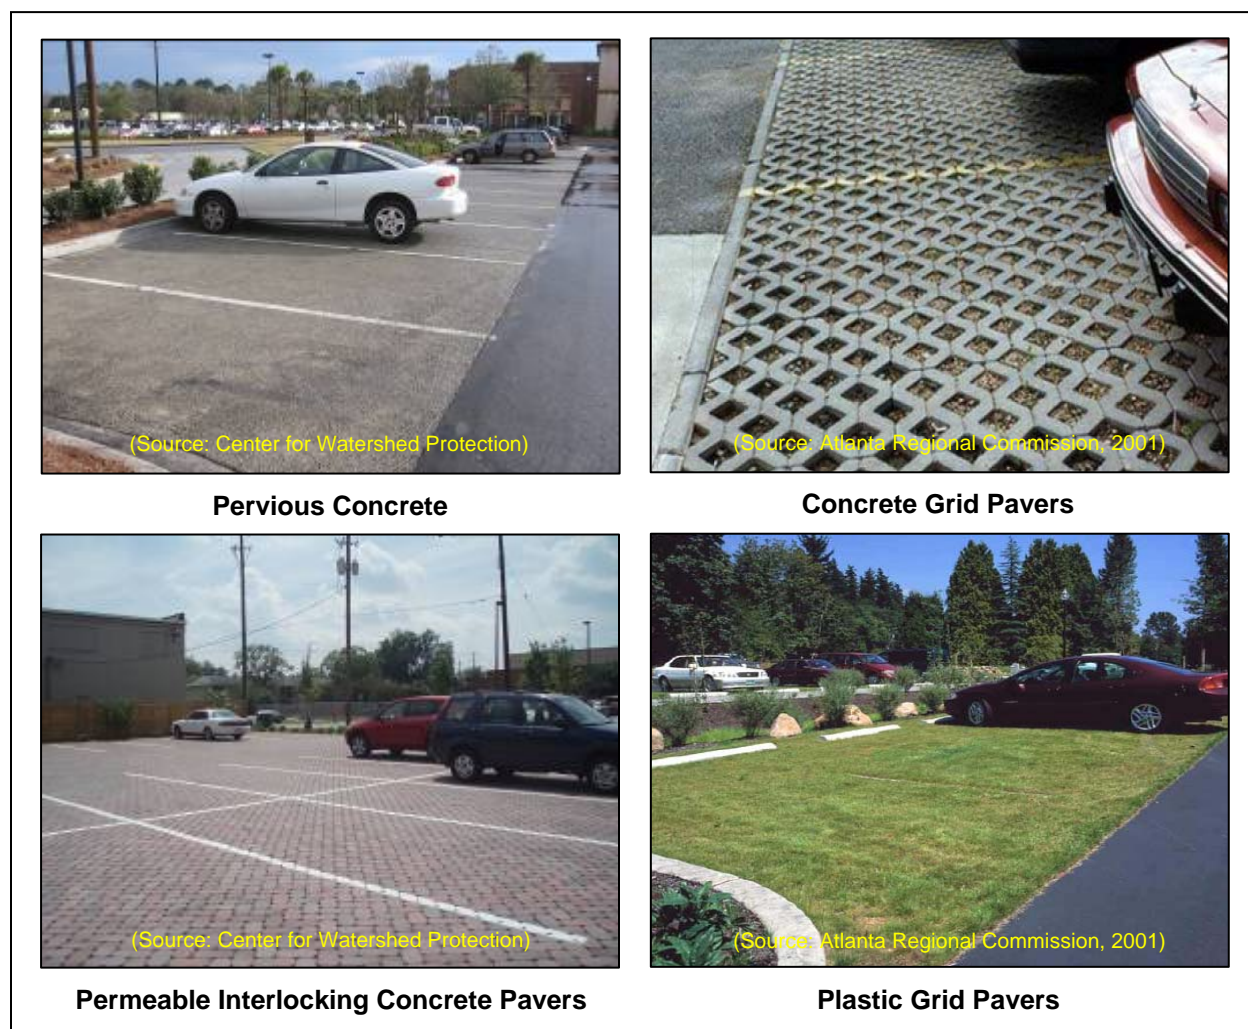 (Source: Center for Watershed Protection)
(Source: Atlanta Regional Commission, 2001)
Pervious Concrete
Concrete Grid Pavers
(Source: Center for Watershed Protection)
(Source: Atlanta Regional Commission, 2001)
Permeable Interlocking Concrete Pavers
Plastic Grid Pavers